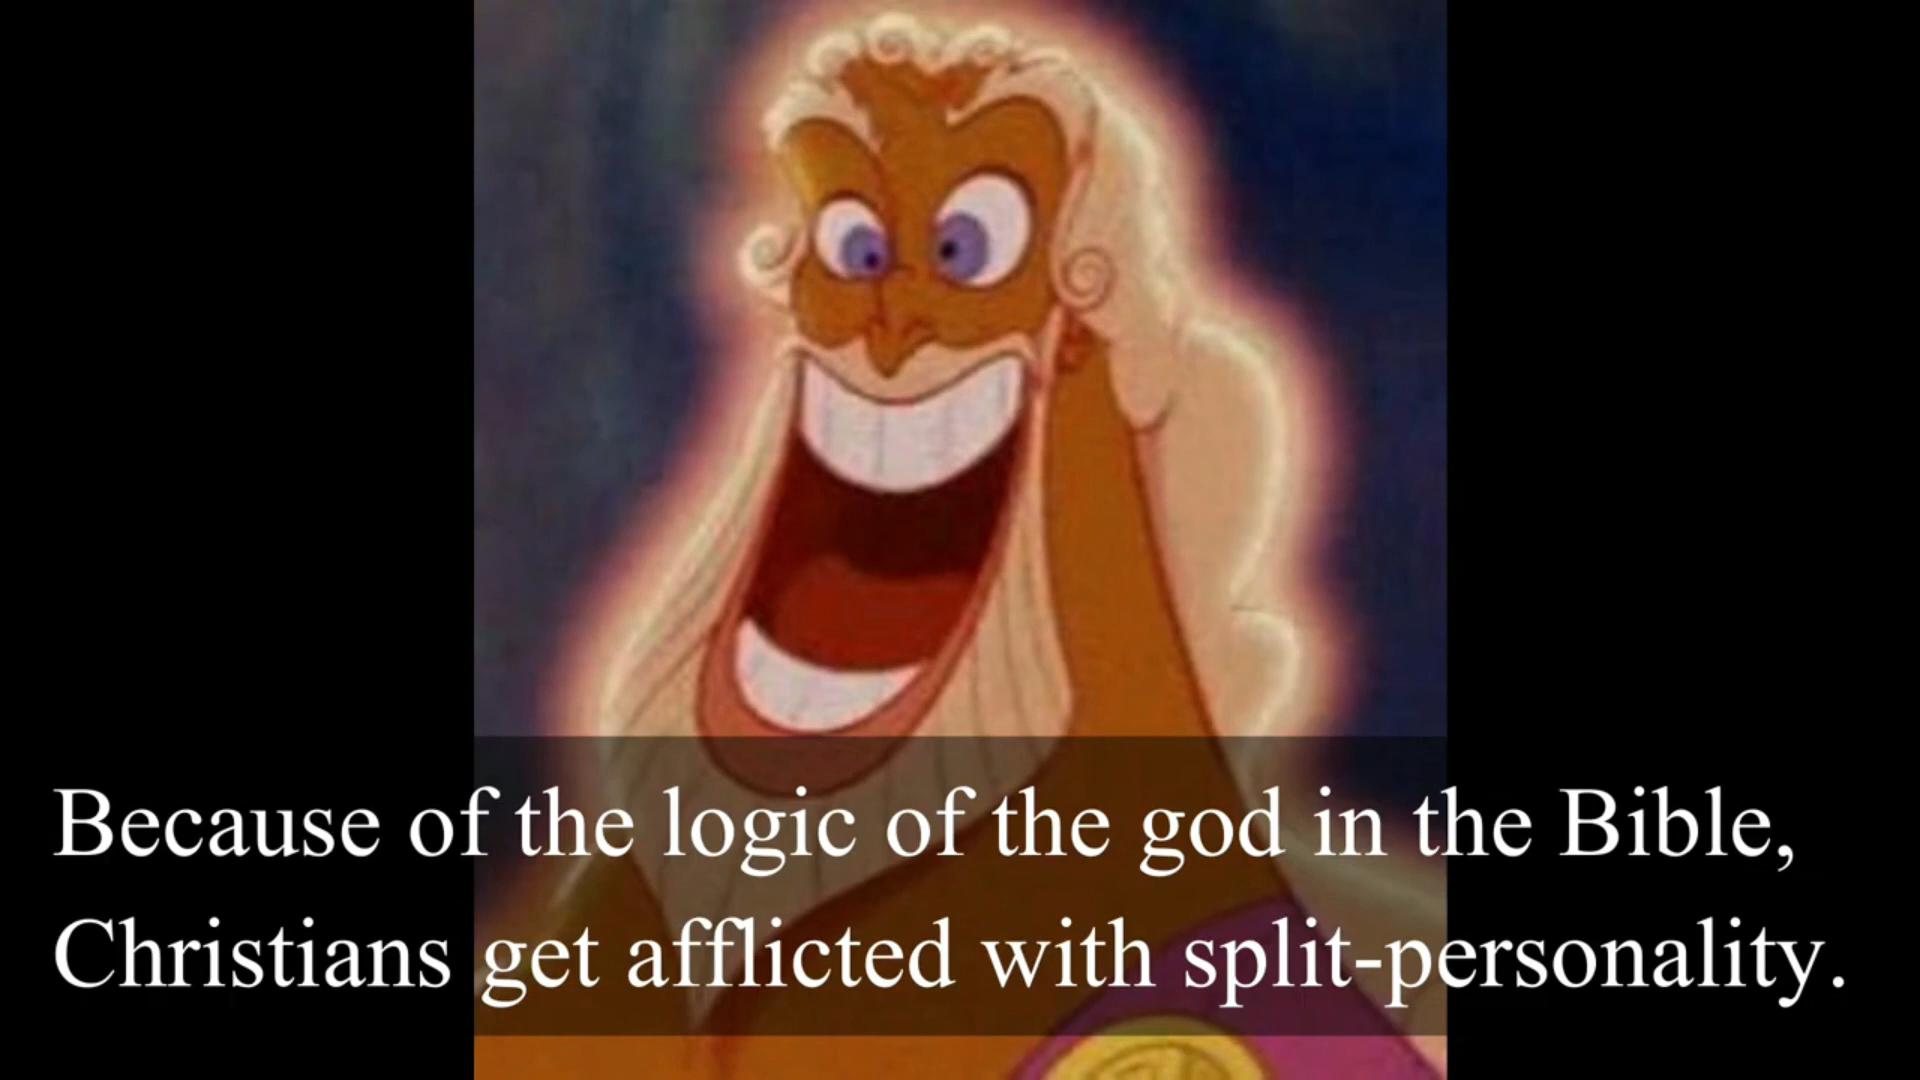 Because of the logic of the god in the Bible,
Christians get afflicted with split-personality.